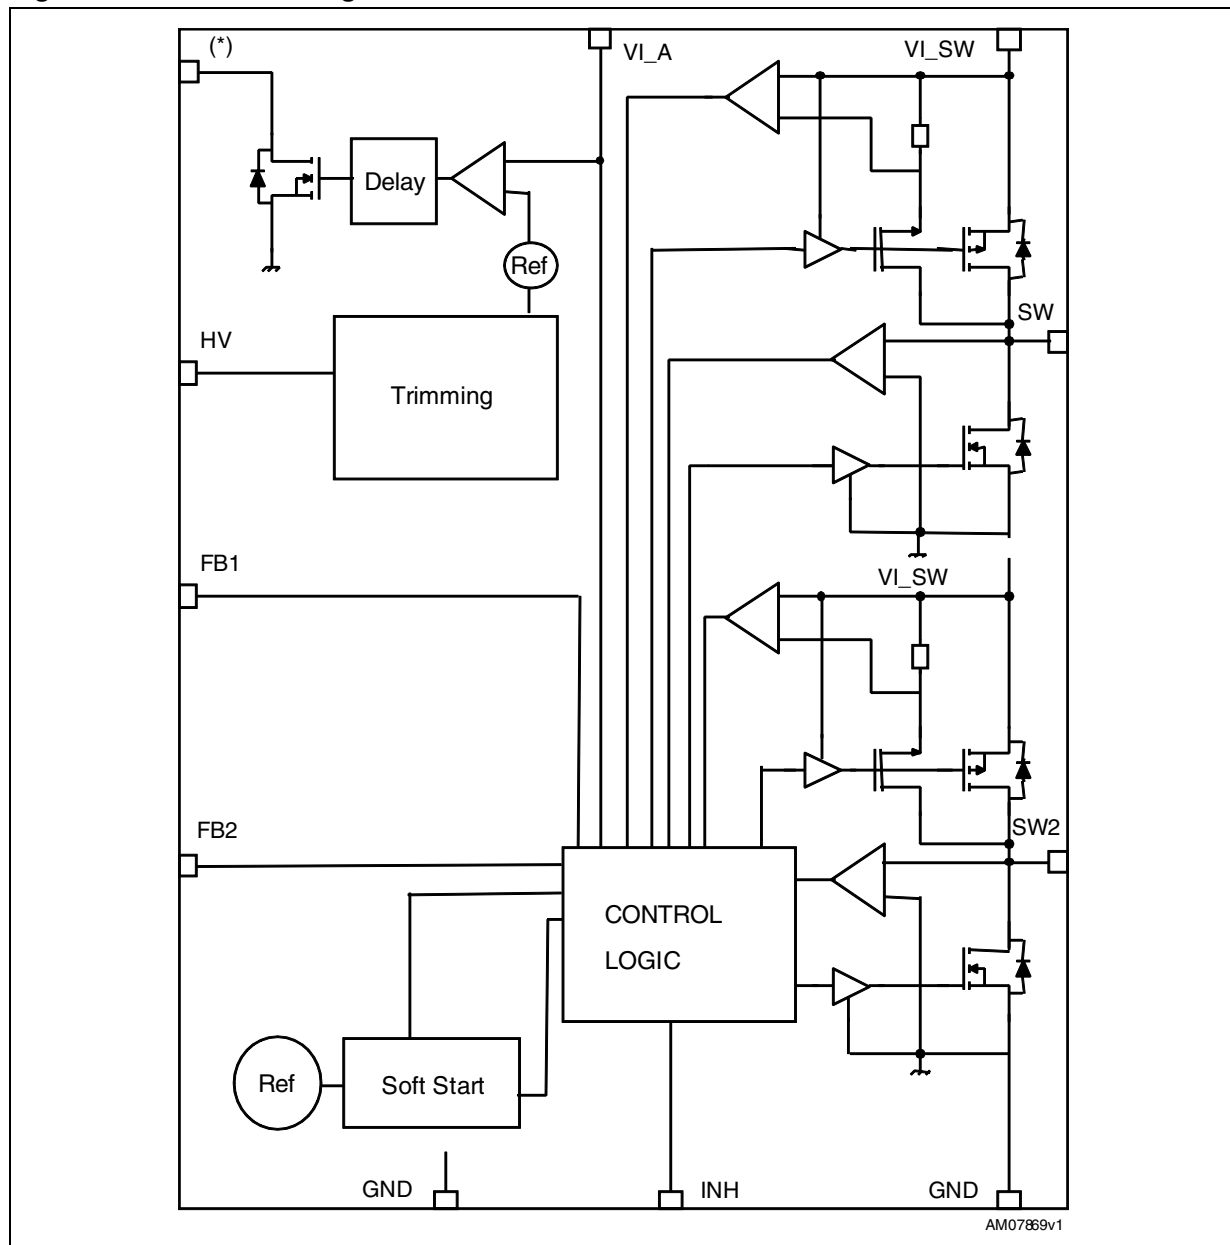 (*)
VI_A
VI_SW
Delay
Ref
SW
HV
Trimming
FB1
VI_SW
FB2
SW2
CONTROL
LOGIC
Ref
Soft Start
GND
INH
GND
AM07869v1